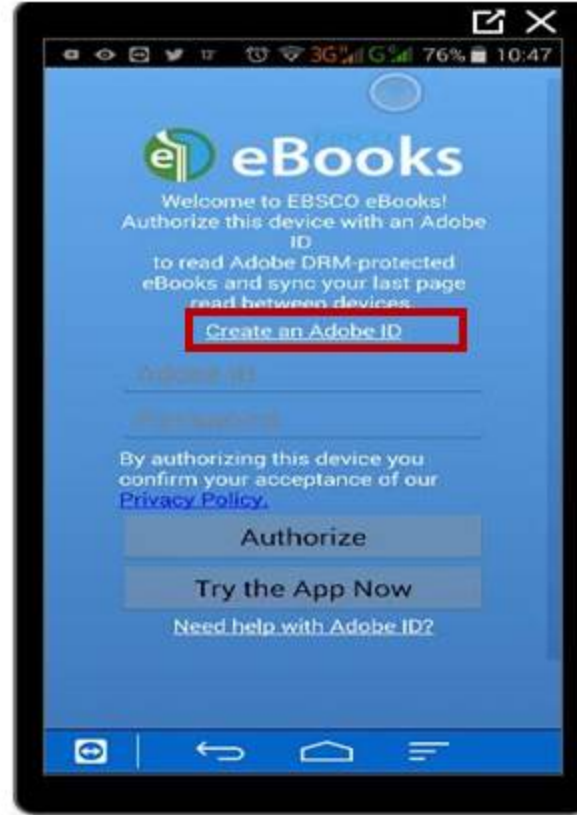 3G G 76% 10:47
eBooks
Welcome to EBSCO eBooks!
Authorize this device with an Adobe
ID
to read Adobe DRM-protected
eBooks and sync your last page
read between devices
Create an Adobe ID
Adobe ID
Password
By authorizing this device you
confirm your acceptance of our
Privacy Policy.
Authorize
Try the App Now
Need help with Adobe ID?